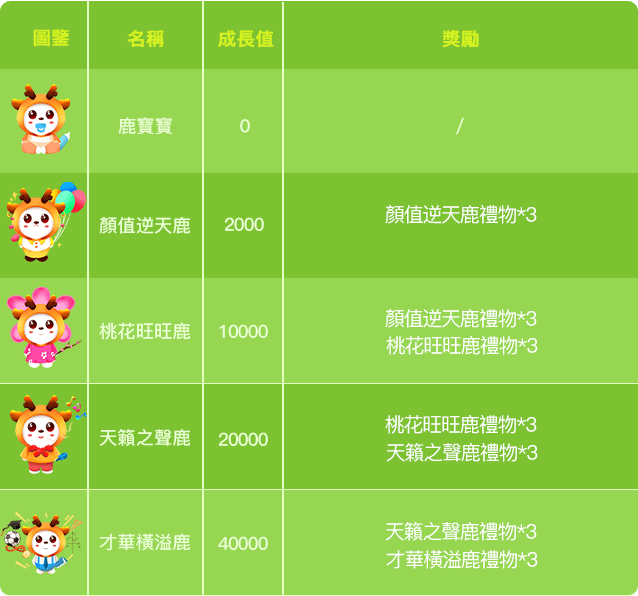 圖鑒 名稱 成長值 獎勵
鹿寶寶 0 /
顏值逆天鹿 2000 顏值逆天鹿禮物*3
桃花旺旺鹿 10000 顏值逆天鹿禮物*3
桃花旺旺鹿禮物*3
天籟之聲鹿 20000 桃花旺旺鹿禮物*3
天籟之聲鹿禮物*3
才華橫溢鹿 40000 天籟之聲鹿禮物*3
才華橫溢鹿禮物*3